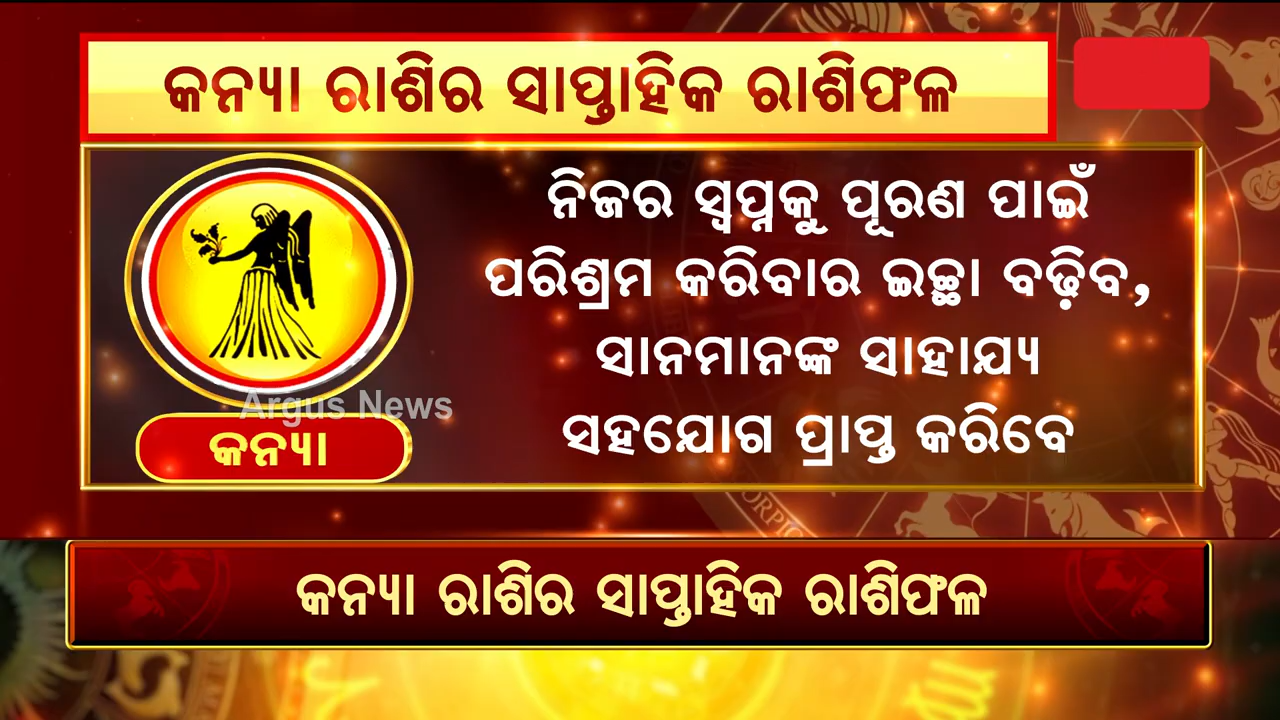 କନ୍ୟା ରାଶିର ସାପ୍ତାହିକ ରାଶିଫଳ
ନିଜର ସ୍ୱପ୍ନକୁ ପୂରଣ ପାଇଁ
ପରିଶ୍ରମ କରିବାର ଇଚ୍ଛା ବଢ଼ିବ,
ସାନମାନଙ୍କ ସାହାଯ୍ୟ
ସହଯୋଗ ପ୍ରାପ୍ତ କରିବେ
Argus News
କନ୍ୟା
କନ୍ୟା ରାଶିର ସାପ୍ତାହିକ ରାଶିଫଳ